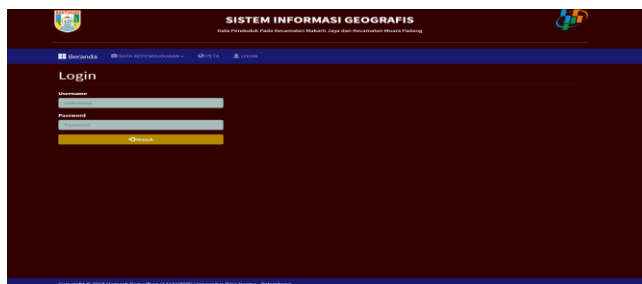 SISTEM INFORMASI GEOGRAFIS
Data Penduduk Pada Kecamatan Makarti Jaya dan Kecamatan Muara Padang
Beranda DATA KEPENDUDUKAN PETA LOGIN
Login
Username
Username
Password
Password
Masuk